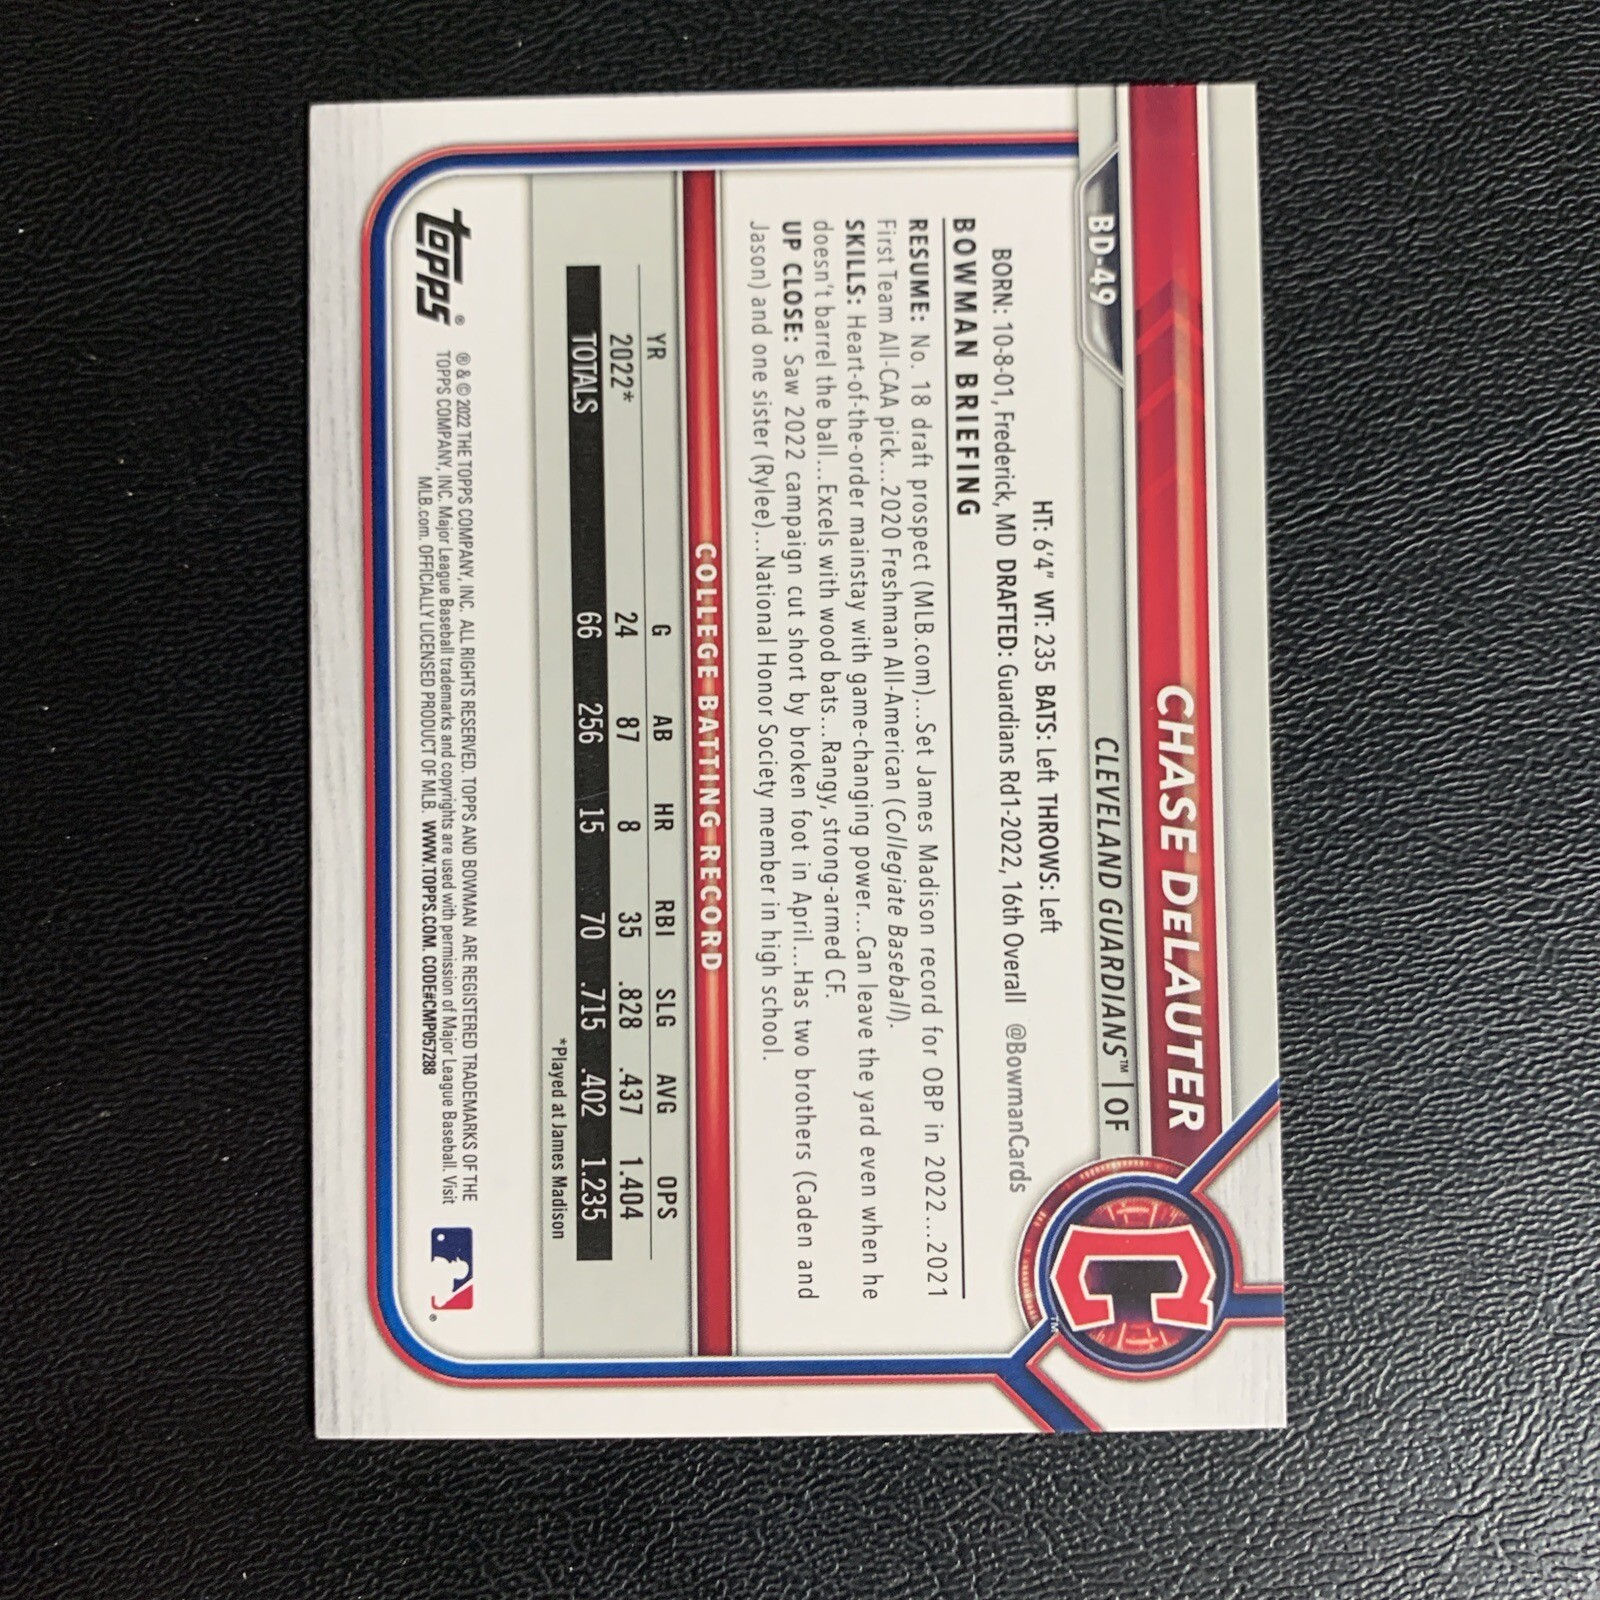 BD-49
CHASE DeLAUTER
CLEVELAND GUARDIANS™ | OF
C
TM
HT: 6'4" WT: 235 BATS: Left THROWS: Left
BORN: 10-8-01, Frederick, MD DRAFTED: Guardians Rd1-2022, 16th Overall @BowmanCards
BOWMAN BRIEFING
RESUME: No. 18 draft prospect (MLB.com)...Set James Madison record for OBP in 2022...2021
First Team All-CAA pick...2020 Freshman All-American (Collegiate Baseball).
SKILLS: Heart-of-the-order mainstay with game-changing power...Can leave the yard even when he
doesn't barrel the ball...Excels with wood bats...Rangy, strong-armed CF.
UP CLOSE: Saw 2022 campaign cut short by broken foot in April...Has two brothers (Caden and
Jason) and one sister (Rylee)...National Honor Society member in high school.
COLLEGE BATTING RECORD
YR G AB HR RBI SLG AVG OPS
2022* 24 87 8 35 .828 .437 1.404
TOTALS 66 256 15 70 .715 .402 1.235
*Played at James Madison
topps®
® & © 2022 THE TOPPS COMPANY, INC. ALL RIGHTS RESERVED. TOPPS AND BOWMAN ARE REGISTERED TRADEMARKS OF THE
TOPPS COMPANY, INC. Major League Baseball trademarks and copyrights are used with permission of Major League Baseball. Visit
MLB.com. OFFICIALLY LICENSED PRODUCT OF MLB. WWW.TOPPS.COM. CODE#CMP057288
®